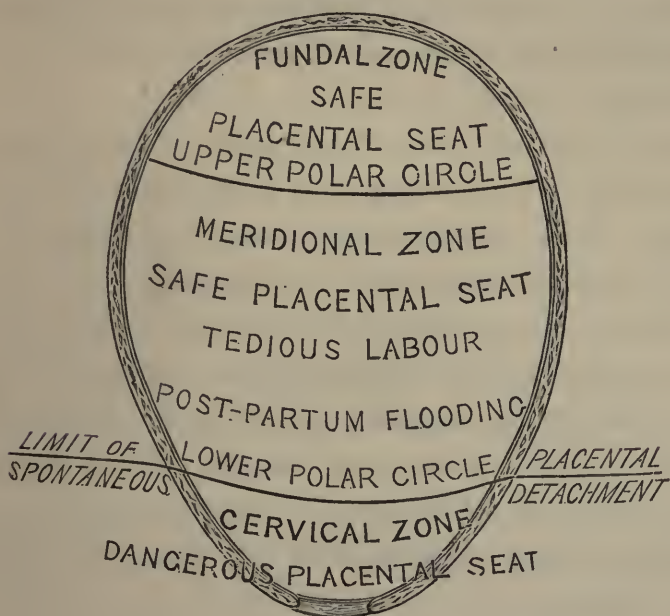 FUNDAL ZONE
SAFE
PLACENTAL SEAT
UPPER POLAR CIRCLE
MERIDIONAL ZONE
SAFE PLACENTAL SEAT
TEDIOUS LABOUR
POST-PARTUM FLOODING
LIMIT OF
SPONTANEOUS
LOWER POLAR CIRCLE
PLACENTAL
DETACHMENT
CERVICAL ZONE
DANGEROUS PLACENTAL SEAT